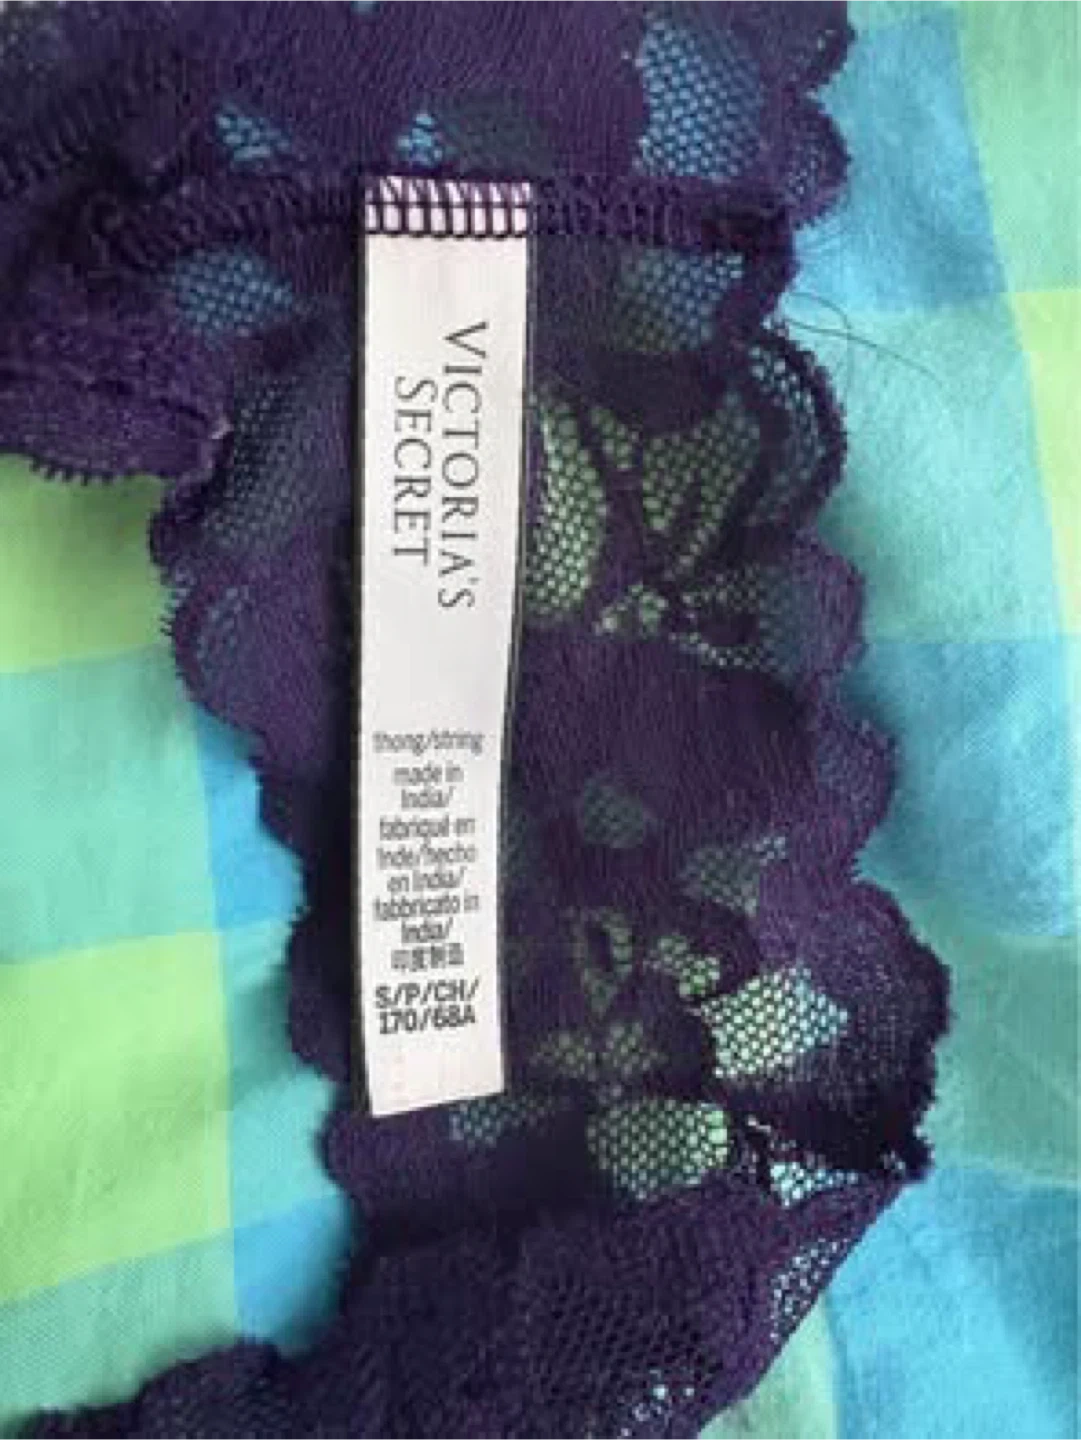 VICTORIA'S
SECRET
thong/string
made in
India/
fabriqué en
Inde/hecho
en India/
fabbricato in
India/
印度制造
S/P/CH/
170/68A